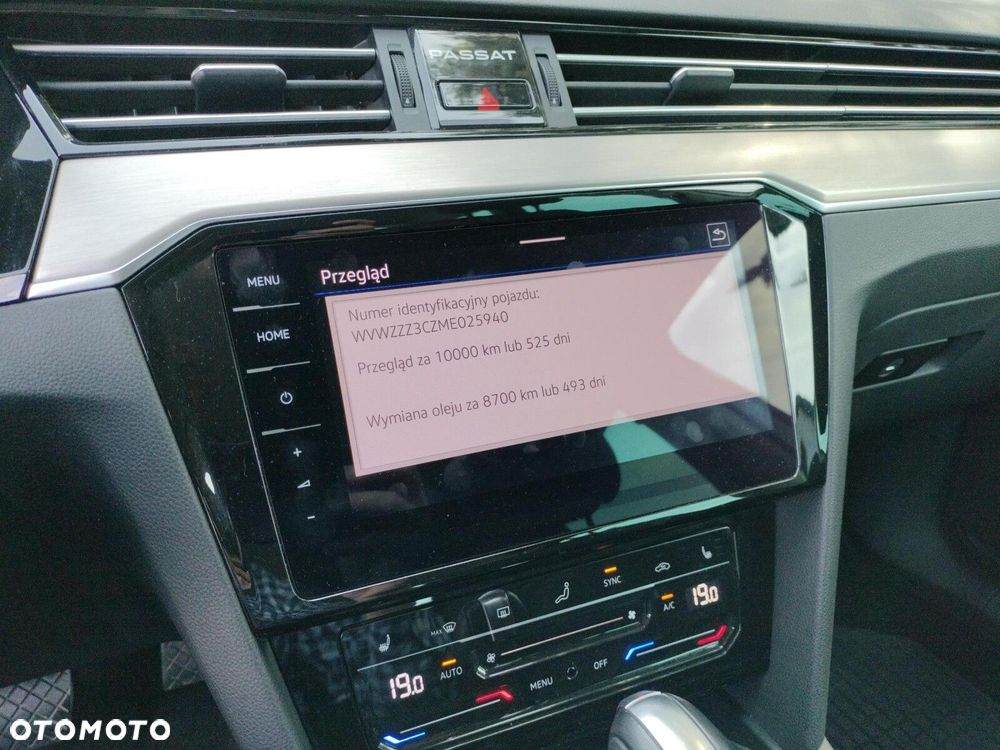 PASSAT
MENU
HOME
Przegląd
Numer identyfikacyjny pojazdu:
WVWZZZ3CZME025940
Przegląd za 10000 km lub 525 dni
Wymiana oleju za 8700 km lub 493 dni
+
-
MAX
SYNC
A/C
19.0
19.0
AUTO
MENU
OFF
OTOMOTO